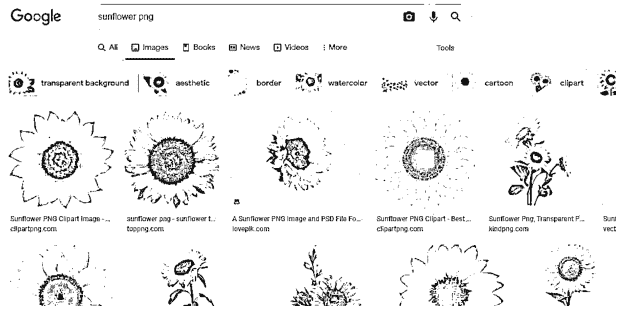 Google
sunflower png
All Images Books News Videos More Tools
transparent background aesthetic border watercolor vector cartoon clipart
Sunflower PNG Clipart Image - ...
clipartpng.com
sunflower png - sunflower t...
toppng.com
A Sunflower PNG Image and PSD File Fo...
lovepik.com
Sunflower PNG Clipart - Best ...
clipartpng.com
Sunflower Png, Transparent P...
kindpng.com
Sun
vect